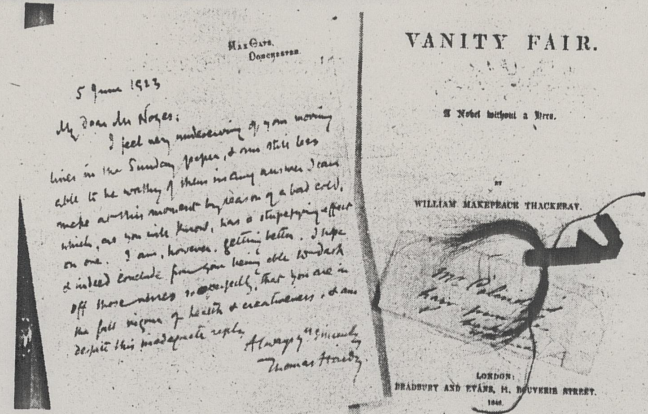 MAX GATE,
DORCHESTER.
5 June 1923
My Dear Mr Noyes:
I feel very undeserving of your moving
lines in the Sunday paper, & am still less
able to be worthy of them in any answer I can
make at this moment by reason of a bad cold,
which, as you will know, has a stupefying effect
on one. I am, however, getting better. I hope
& indeed conclude from your being able to dash
off those verses so that you are in
the full vigour of health & creativeness, & am
despite this inadequate reply
Always yrs sincerely
Thomas Hardy
VANITY FAIR.
A Novel without a Hero.
BY
WILLIAM MAKEPEACE THACKERAY.
Mr
LONDON:
BRADBURY AND EVANS, 11, BOUVERIE STREET.
1848.